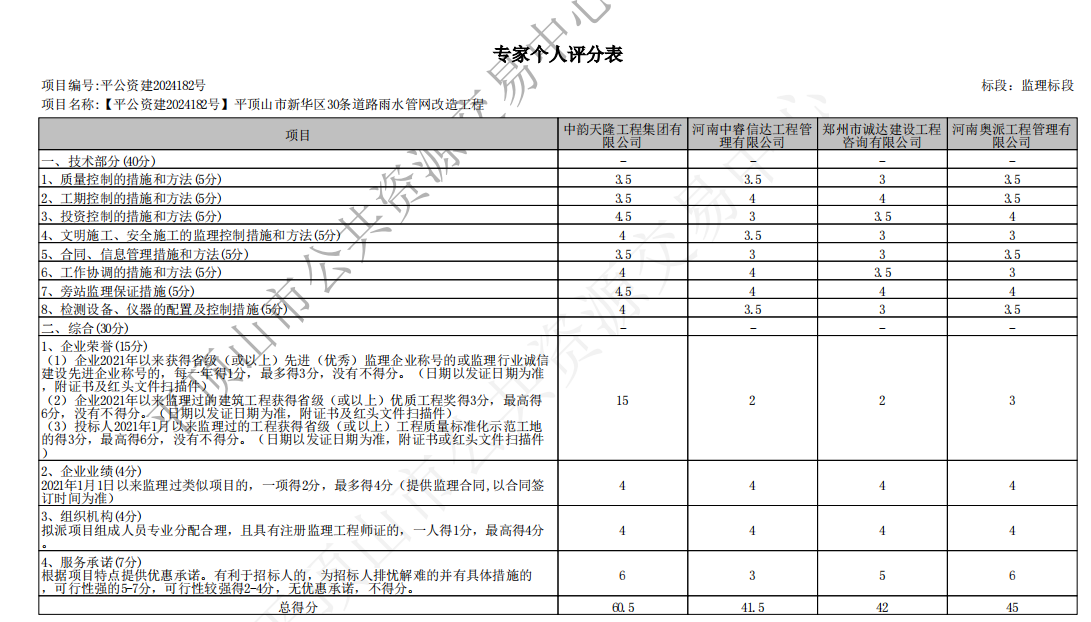 专家个人评分表
项目编号:平公资建2024182号 标段：监理标段
项目名称:【平公资建2024182号】平顶山市新华区30条道路雨水管网改造工程
项目 中韵天隆工程集团有限公司 河南中睿信达工程管理有限公司 郑州市诚达建设工程咨询有限公司 河南奥派工程管理有限公司
一、技术部分(40分) – – – –
1、质量控制的措施和方法(5分) 3.5 3.5 3 3.5
2、工期控制的措施和方法(5分) 3.5 4 4 3.5
3、投资控制的措施和方法(5分) 4.5 3 3.5 4
4、文明施工、安全施工的监理控制措施和方法(5分) 4 3.5 3 3
5、合同、信息管理措施和方法(5分) 3.5 3 3 3.5
6、工作协调的措施和方法(5分) 4 4 3.5 3
7、旁站监理保证措施(5分) 4.5 4 4 4
8、检测设备、仪器的配置及控制措施(5分) 4 3.5 3 3.5
二、综合(30分) – – – –
1、企业荣誉(15分)
（1）企业2021年以来获得省级（或以上）先进（优秀）监理企业称号的或监理行业诚信
建设先进企业称号的，每一年得1分，最多得3分，没有不得分。（日期以发证日期为准
，附证书及红头文件扫描件）
（2）企业2021年以来监理过的建筑工程获得省级（或以上）优质工程奖得3分，最高得
6分，没有不得分。（日期以发证日期为准，附证书及红头文件扫描件）
（3）投标人2021年1月以来监理过的工程获得省级（或以上）工程质量标准化示范工地
的得3分，最高得6分，没有不得分。（日期以发证日期为准，附证书或红头文件扫描件
）
15 2 2 3
2、企业业绩(4分)
2021年1月1日以来监理过类似项目的，一项得2分，最多得4分（提供监理合同,以合同签
订时间为准）
4 4 4 4
3、组织机构(4分)
拟派项目组成人员专业分配合理，且具有注册监理工程师证的，一人得1分，最高得4分
。
4 4 4 4
4、服务承诺(7分)
根据项目特点提供优惠承诺。有利于招标人的，为招标人排忧解难的并有具体措施的
，可行性强的5-7分，可行性较强得2-4分，无优惠承诺，不得分。
6 3 5 6
总得分 60.5 41.5 42 45
平顶山市公共资源交易中心
平顶山市公共资源交易中心